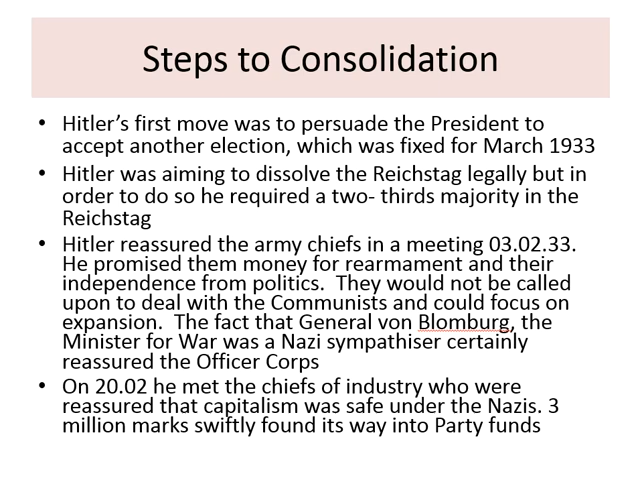 Steps to Consolidation
• Hitler’s first move was to persuade the President to
accept another election, which was fixed for March 1933
• Hitler was aiming to dissolve the Reichstag legally but in
order to do so he required a two- thirds majority in the
Reichstag
• Hitler reassured the army chiefs in a meeting 03.02.33.
He promised them money for rearmament and their
independence from politics.  They would not be called
upon to deal with the Communists and could focus on
expansion.  The fact that General von Blomburg, the
Minister for War was a Nazi sympathiser certainly
reassured the Officer Corps
• On 20.02 he met the chiefs of industry who were
reassured that capitalism was safe under the Nazis. 3
million marks swiftly found its way into Party funds